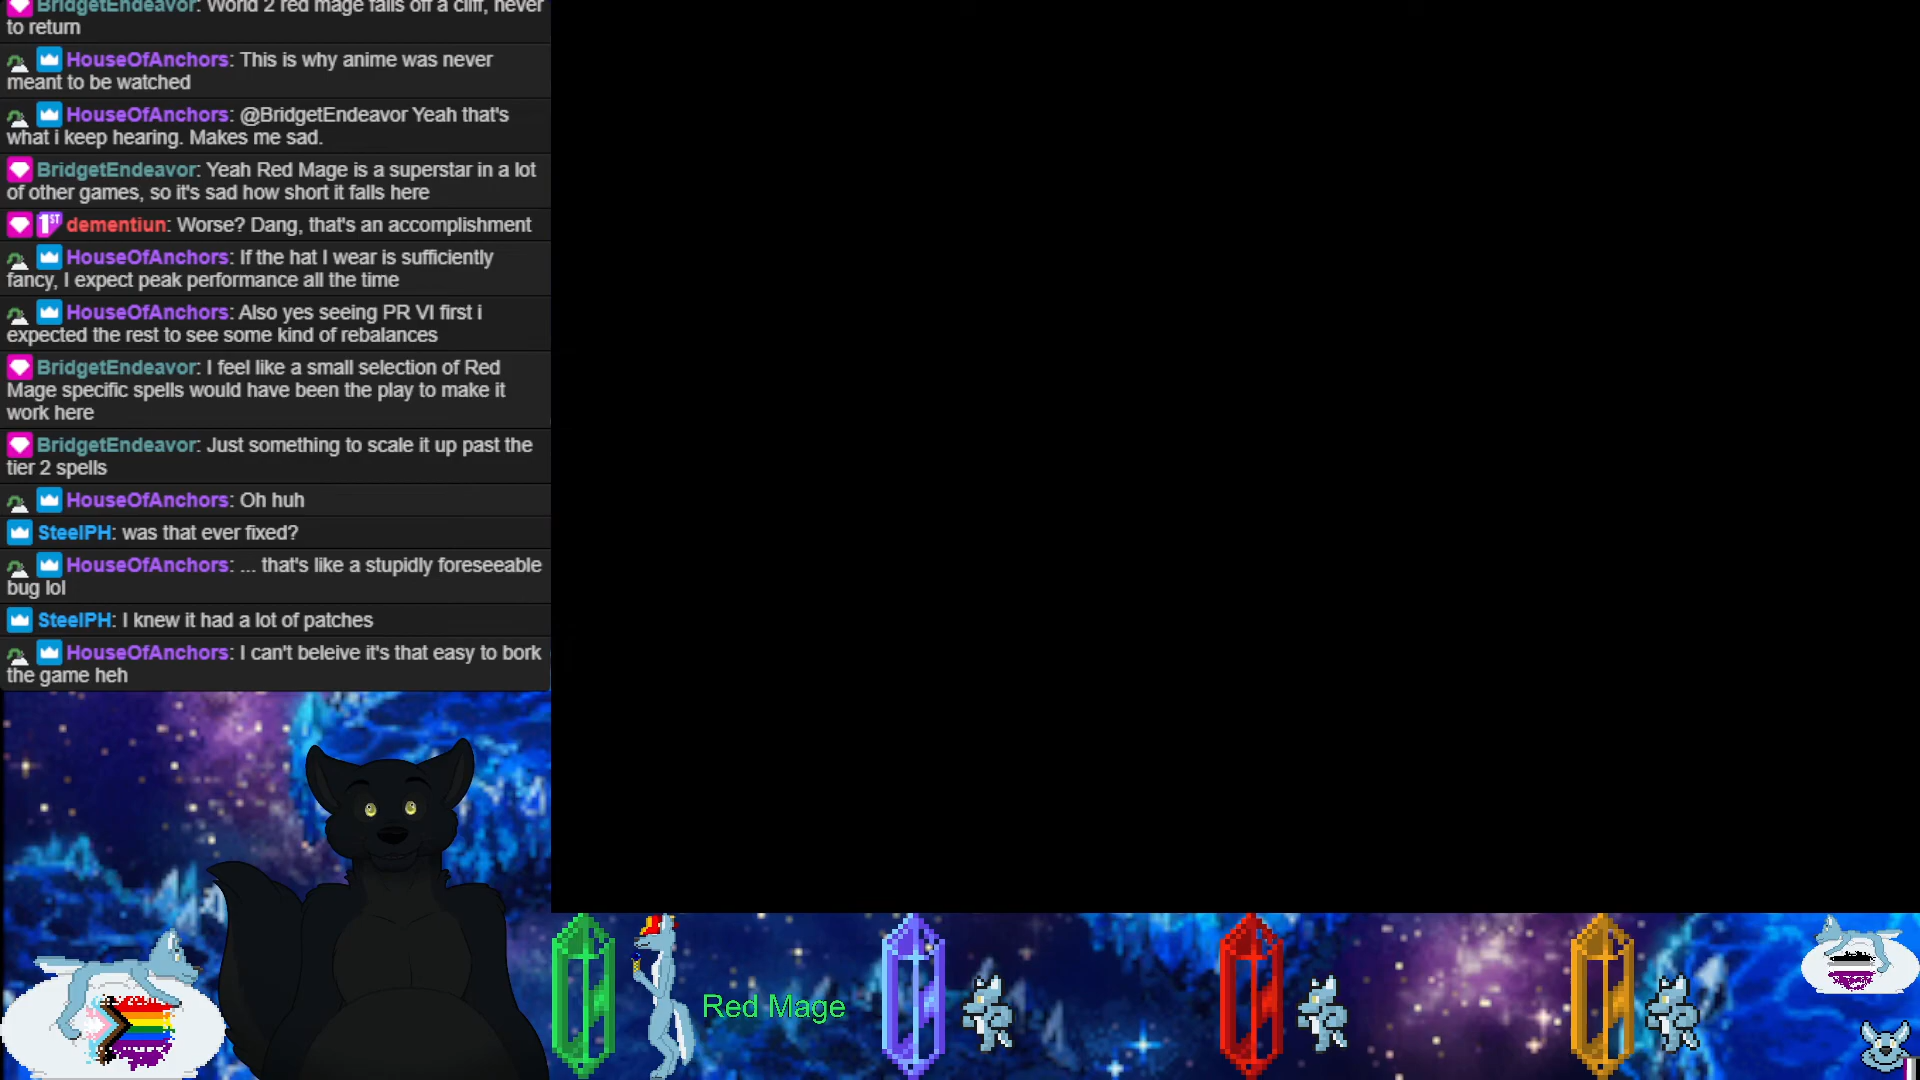 BridgetEndeavor: World 2 red mage falls off a cliff, never
to return
HouseOfAnchors: This is why anime was never
meant to be watched
HouseOfAnchors: @BridgetEndeavor Yeah that's
what i keep hearing. Makes me sad.
BridgetEndeavor: Yeah Red Mage is a superstar in a lot
of other games, so it's sad how short it falls here
1ST dementiun: Worse? Dang, that's an accomplishment
HouseOfAnchors: If the hat I wear is sufficiently
fancy, I expect peak performance all the time
HouseOfAnchors: Also yes seeing PR VI first i
expected the rest to see some kind of rebalances
BridgetEndeavor: I feel like a small selection of Red
Mage specific spells would have been the play to make it
work here
BridgetEndeavor: Just something to scale it up past the
tier 2 spells
HouseOfAnchors: Oh huh
SteelPH: was that ever fixed?
HouseOfAnchors: ... that's like a stupidly foreseeable
bug lol
SteelPH: I knew it had a lot of patches
HouseOfAnchors: I can't beleive it's that easy to bork
the game heh
Red Mage